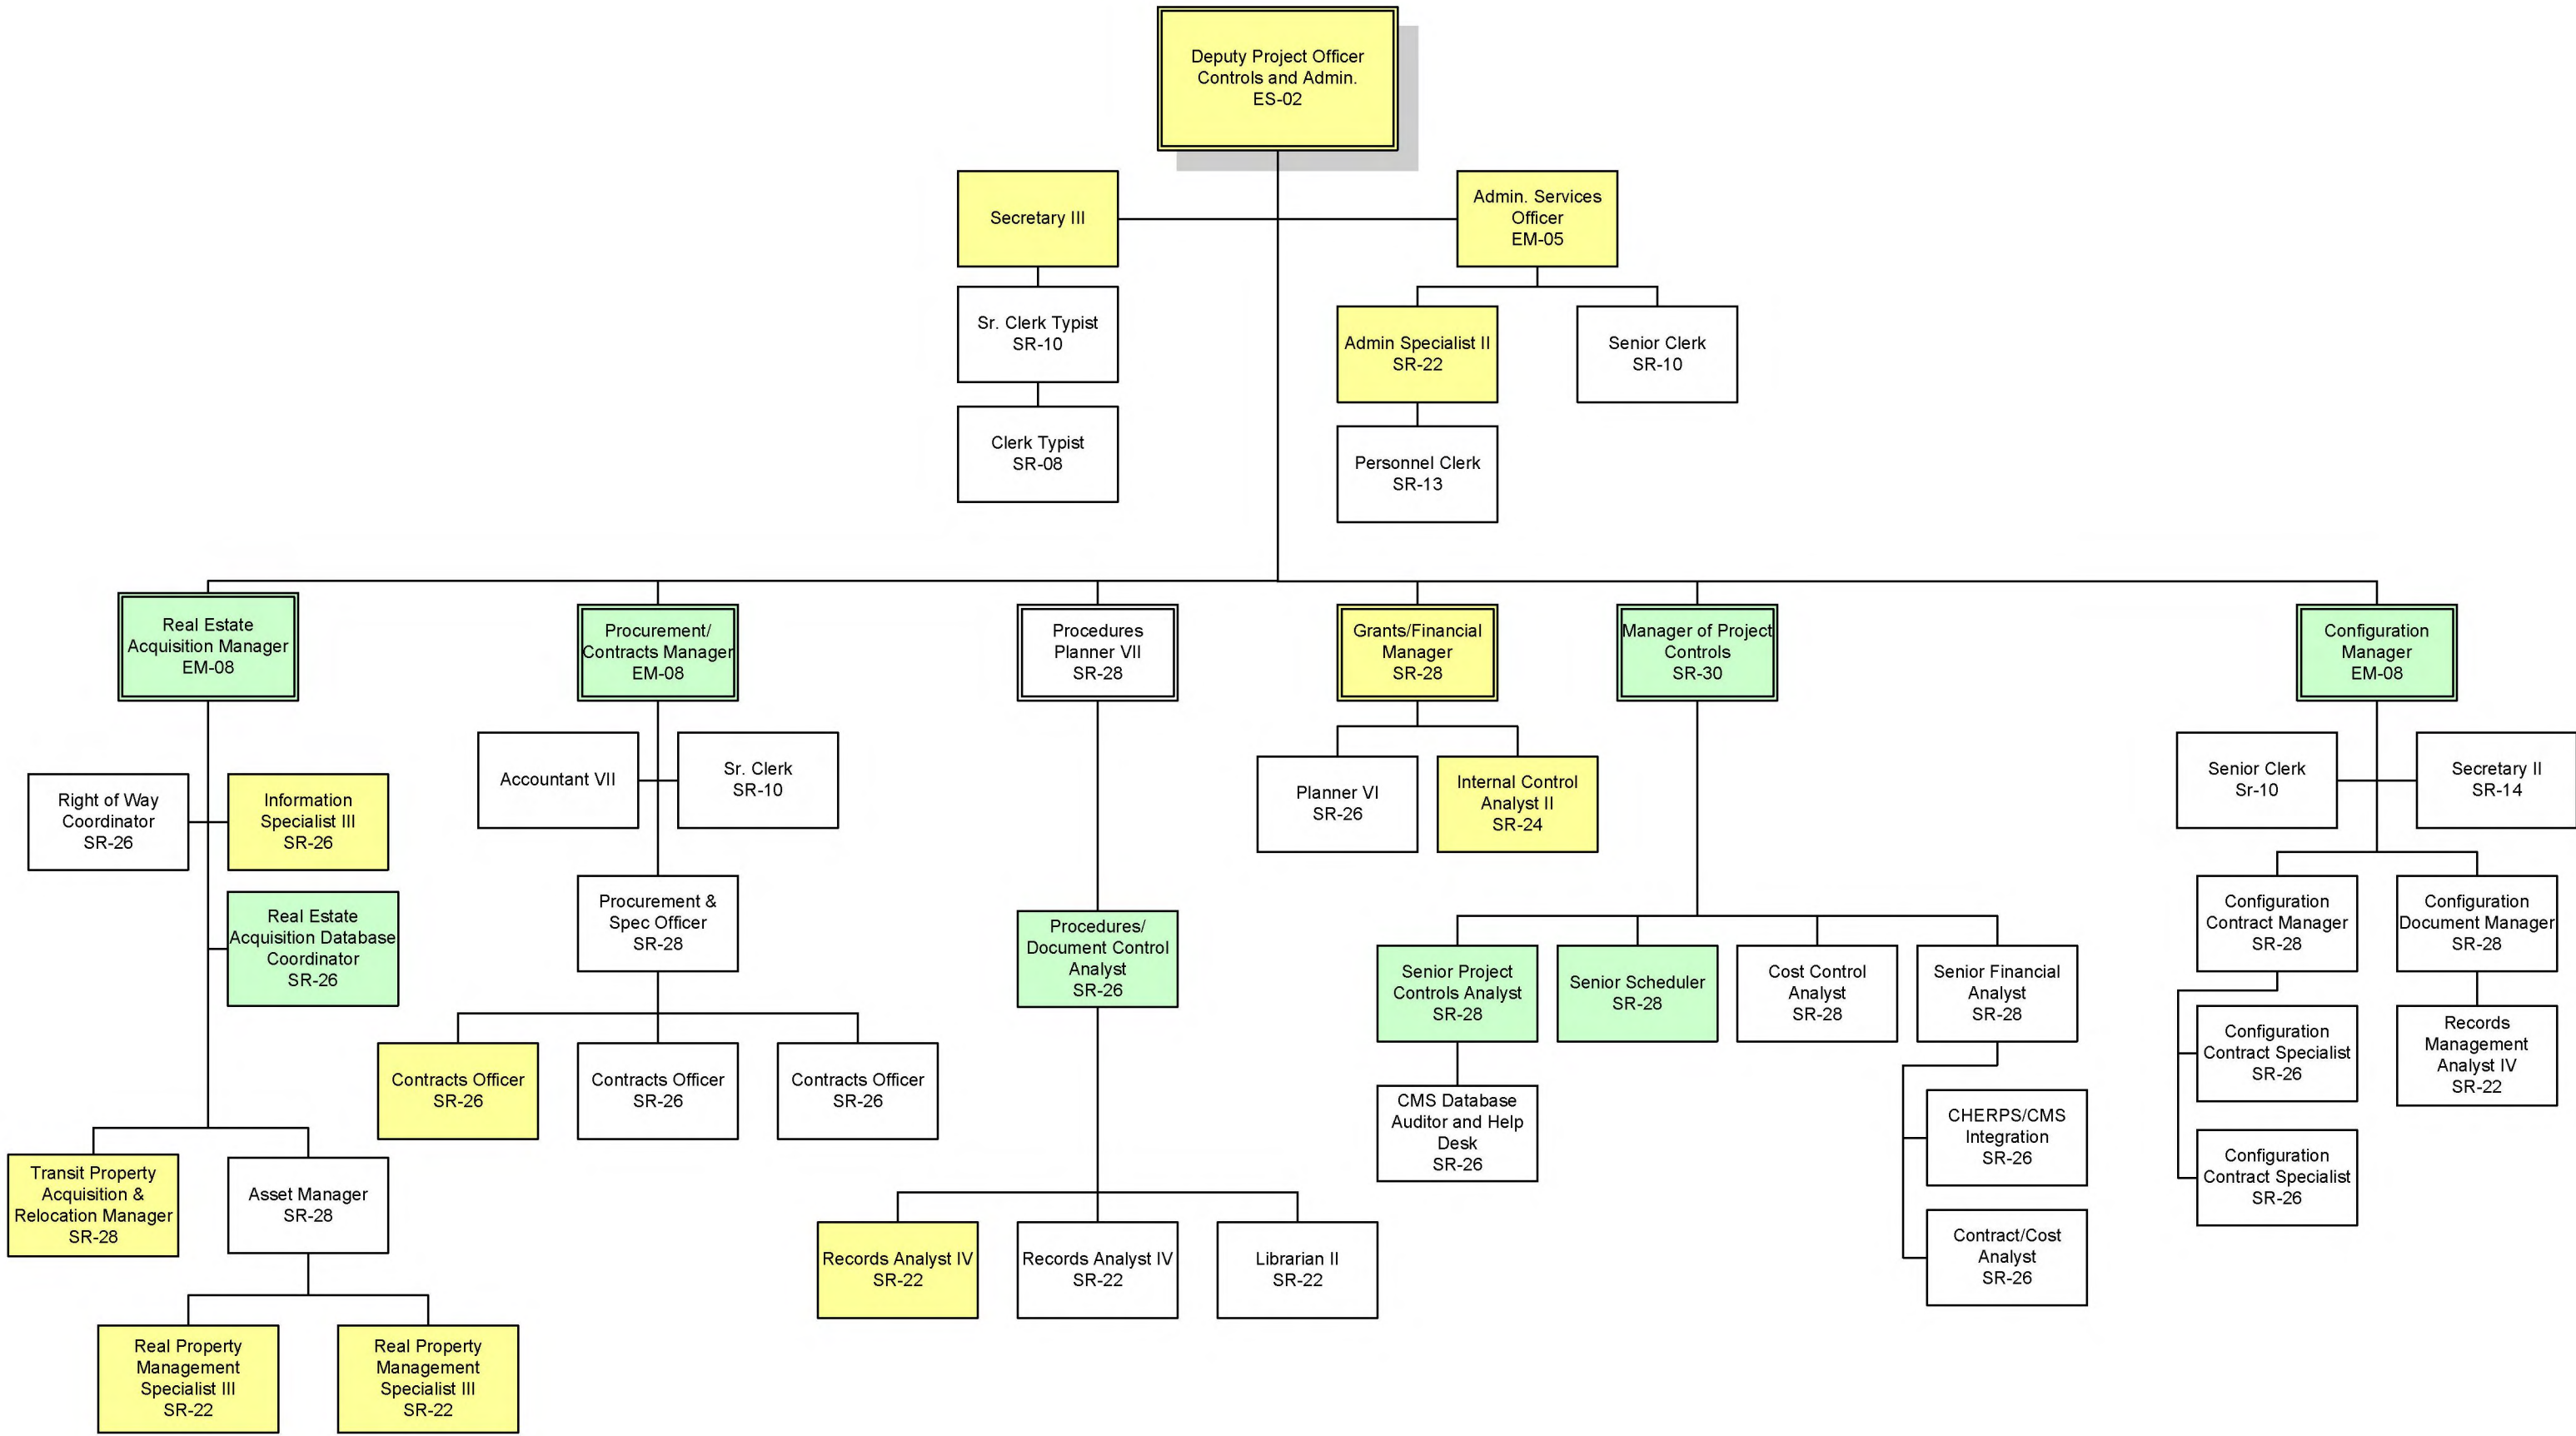 Deputy Project Officer
Controls and Admin.
ES-02
Secretary III
Admin. Services
Officer
EM-05
Sr. Clerk Typist
SR-10
Admin Specialist II
SR-22
Senior Clerk
SR-10
Clerk Typist
SR-08
Personnel Clerk
SR-13
Real Estate
Acquisition Manager
EM-08
Procurement/
Contracts Manager
EM-08
Procedures
Planner VII
SR-28
Grants/Financial
Manager
SR-28
Manager of Project
Controls
SR-30
Configuration
Manager
EM-08
Right of Way
Coordinator
SR-26
Information
Specialist III
SR-26
Accountant VII
Sr. Clerk
SR-10
Planner VI
SR-26
Internal Control
Analyst II
SR-24
Senior Clerk
Sr-10
Secretary II
SR-14
Real Estate
Acquisition Database
Coordinator
SR-26
Procurement &
Spec Officer
SR-28
Procedures/
Document Control
Analyst
SR-26
Senior Project
Controls Analyst
SR-28
Senior Scheduler
SR-28
Cost Control
Analyst
SR-28
Senior Financial
Analyst
SR-28
Configuration
Contract Manager
SR-28
Configuration
Document Manager
SR-28
Contracts Officer
SR-26
Contracts Officer
SR-26
Contracts Officer
SR-26
CMS Database
Auditor and Help
Desk
SR-26
CHERPS/CMS
Integration
SR-26
Configuration
Contract Specialist
SR-26
Records
Management
Analyst IV
SR-22
Transit Property
Acquisition &
Relocation Manager
SR-28
Asset Manager
SR-28
Records Analyst IV
SR-22
Records Analyst IV
SR-22
Librarian II
SR-22
Contract/Cost
Analyst
SR-26
Configuration
Contract Specialist
SR-26
Real Property
Management
Specialist III
SR-22
Real Property
Management
Specialist III
SR-22